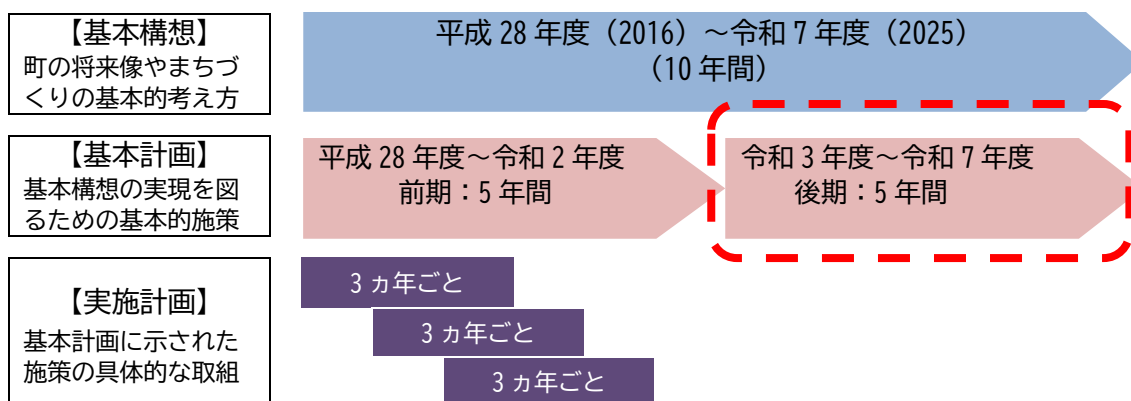 【基本構想】
町の将来像やまちづ
くりの基本的考え方
平成 28 年度（2016）～令和 7 年度（2025）
（10 年間）
【基本計画】
基本構想の実現を図
るための基本的施策
平成 28 年度～令和 2 年度
前期：5 年間
令和 3 年度～令和 7 年度
後期：5 年間
【実施計画】
基本計画に示された
施策の具体的な取組
3 ヵ年ごと
3 ヵ年ごと
3 ヵ年ごと